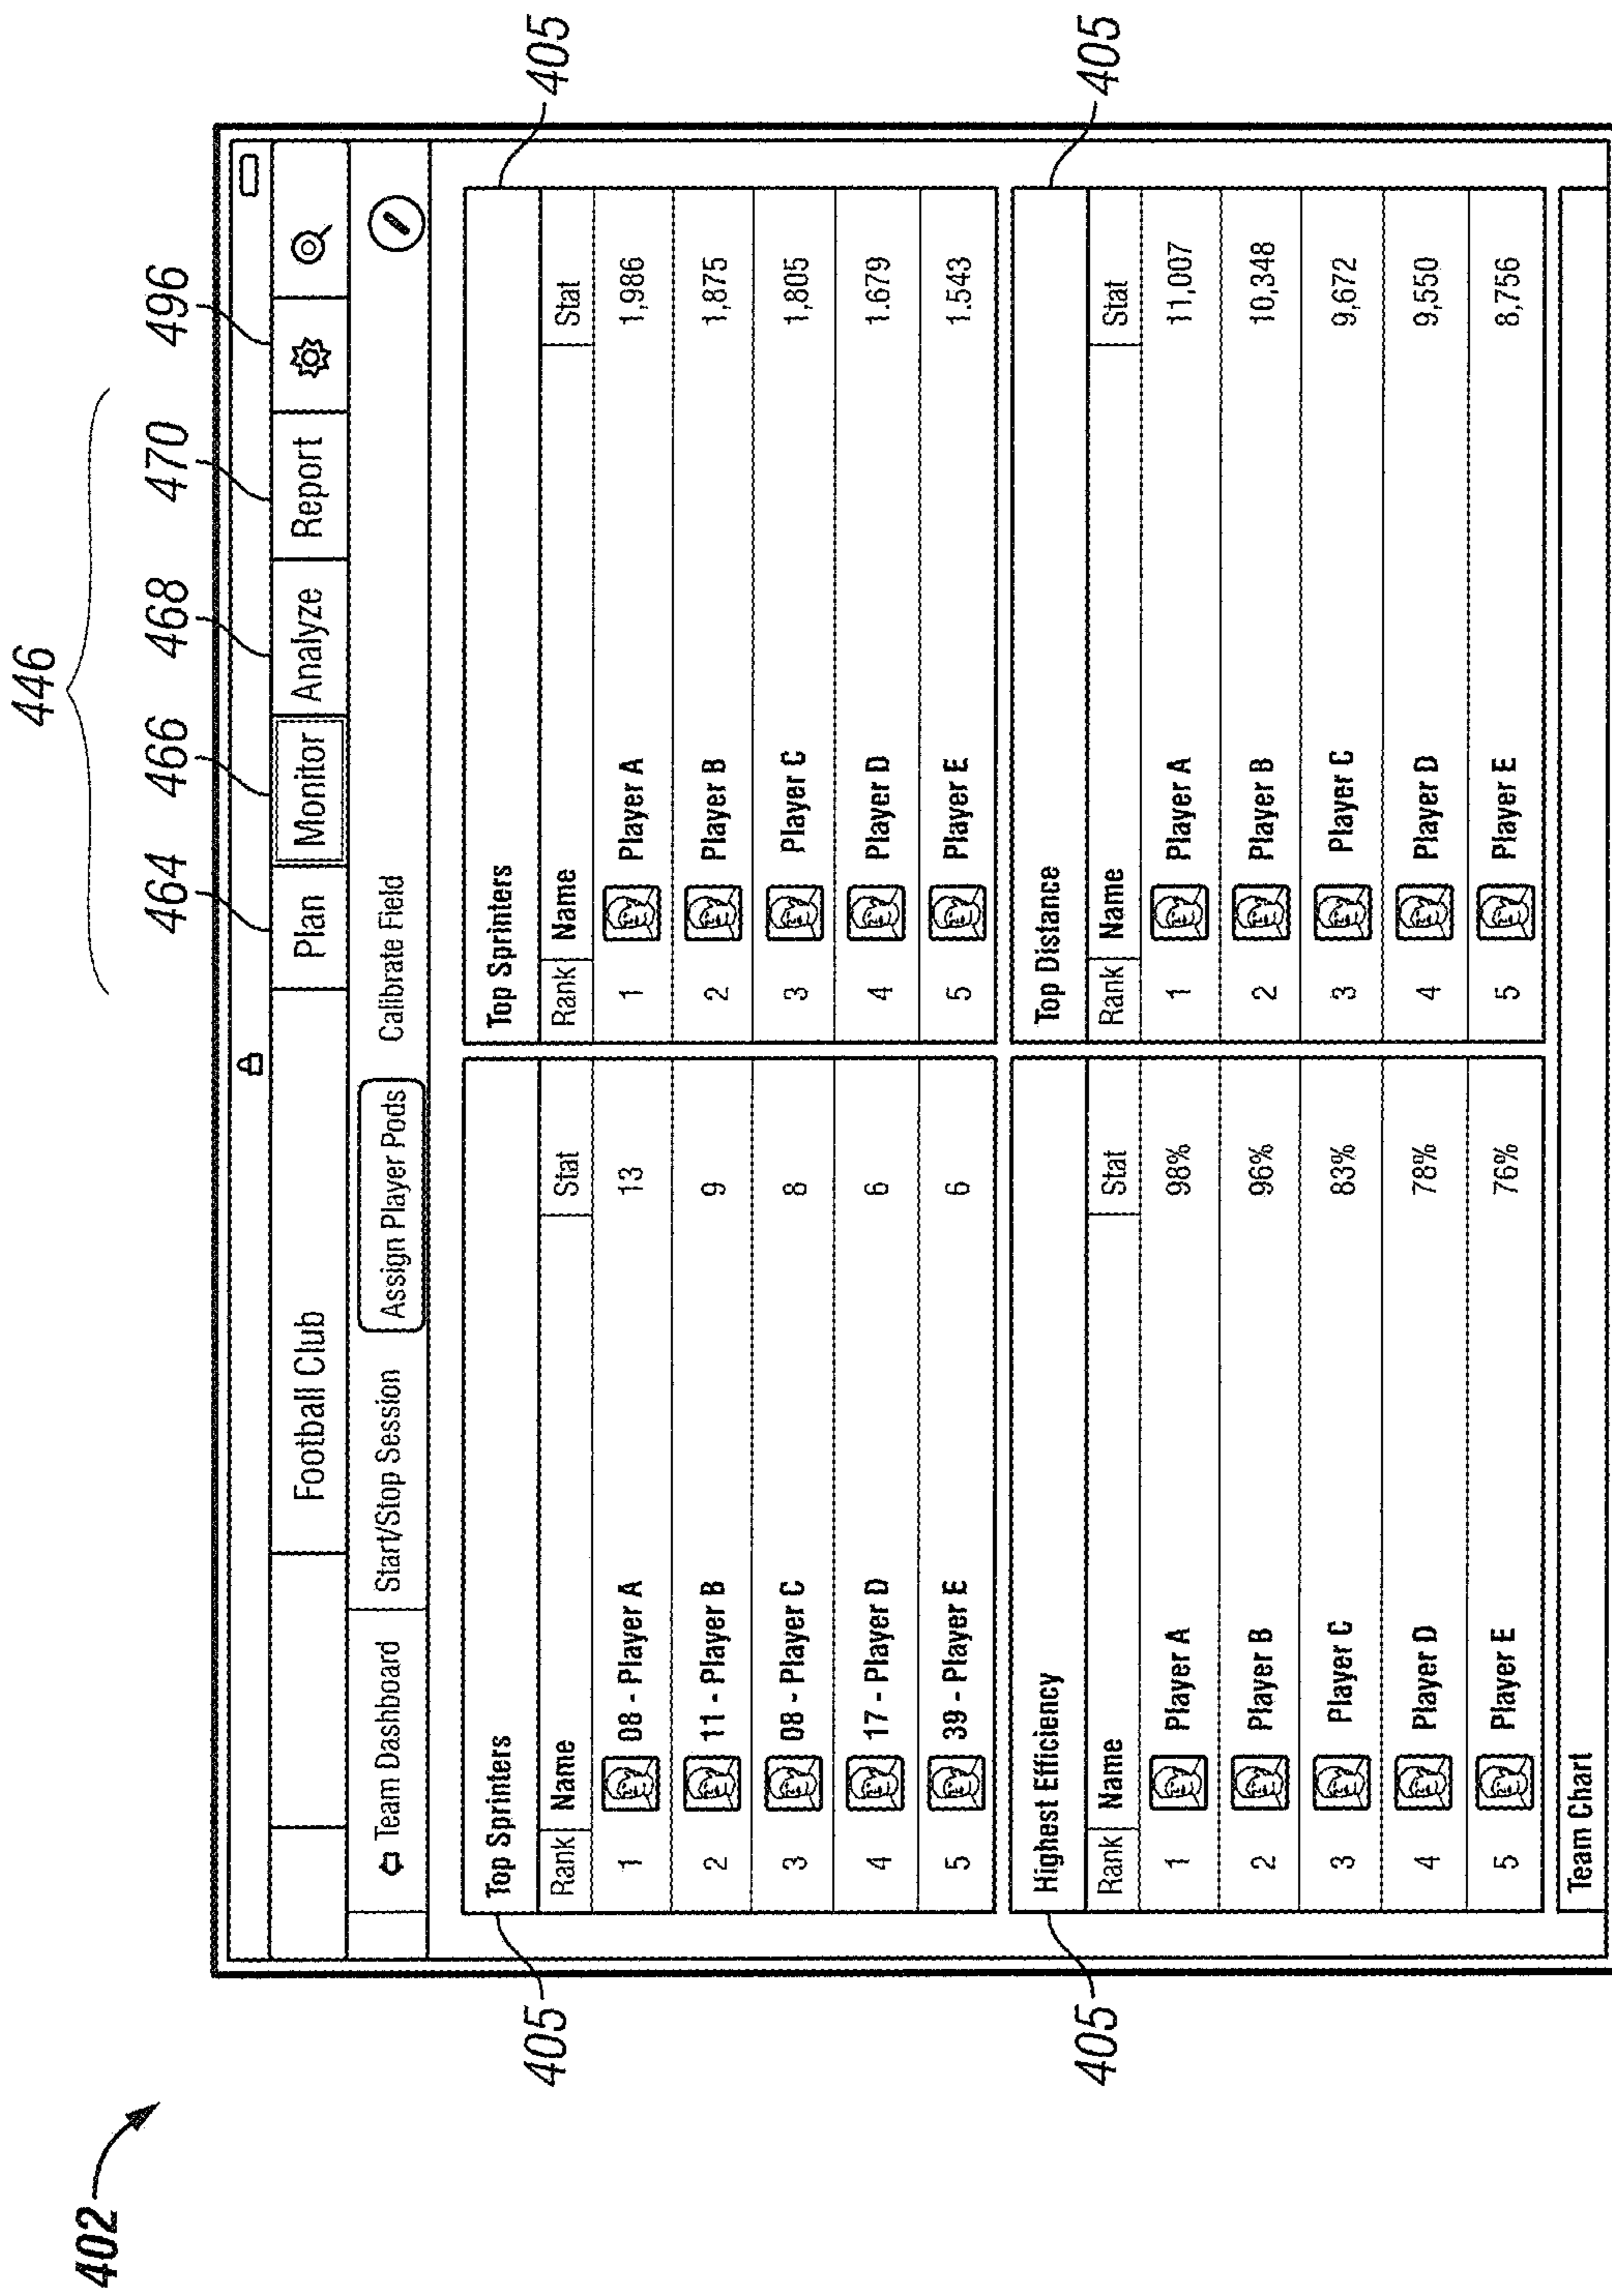 402
446
464 466 468 470 496
Football Club Plan Monitor Analyze Report
Team Dashboard Start/Stop Session Assign Player Pods Calibrate Field
405 405
Top Sprinters
Rank Name Stat
1 08 - Player A 13
2 11 - Player B 9
3 08 - Player C 8
4 17 - Player D 6
5 39 - Player E 6
Top Sprinters
Rank Name Stat
1 Player A 1,986
2 Player B 1,875
3 Player C 1,805
4 Player D 1.679
5 Player E 1.543
405 405
Highest Efficiency
Rank Name Stat
1 Player A 98%
2 Player B 96%
3 Player C 83%
4 Player D 78%
5 Player E 76%
Top Distance
Rank Name Stat
1 Player A 11,007
2 Player B 10,348
3 Player C 9,672
4 Player D 9,550
5 Player E 8,756
Team Chart